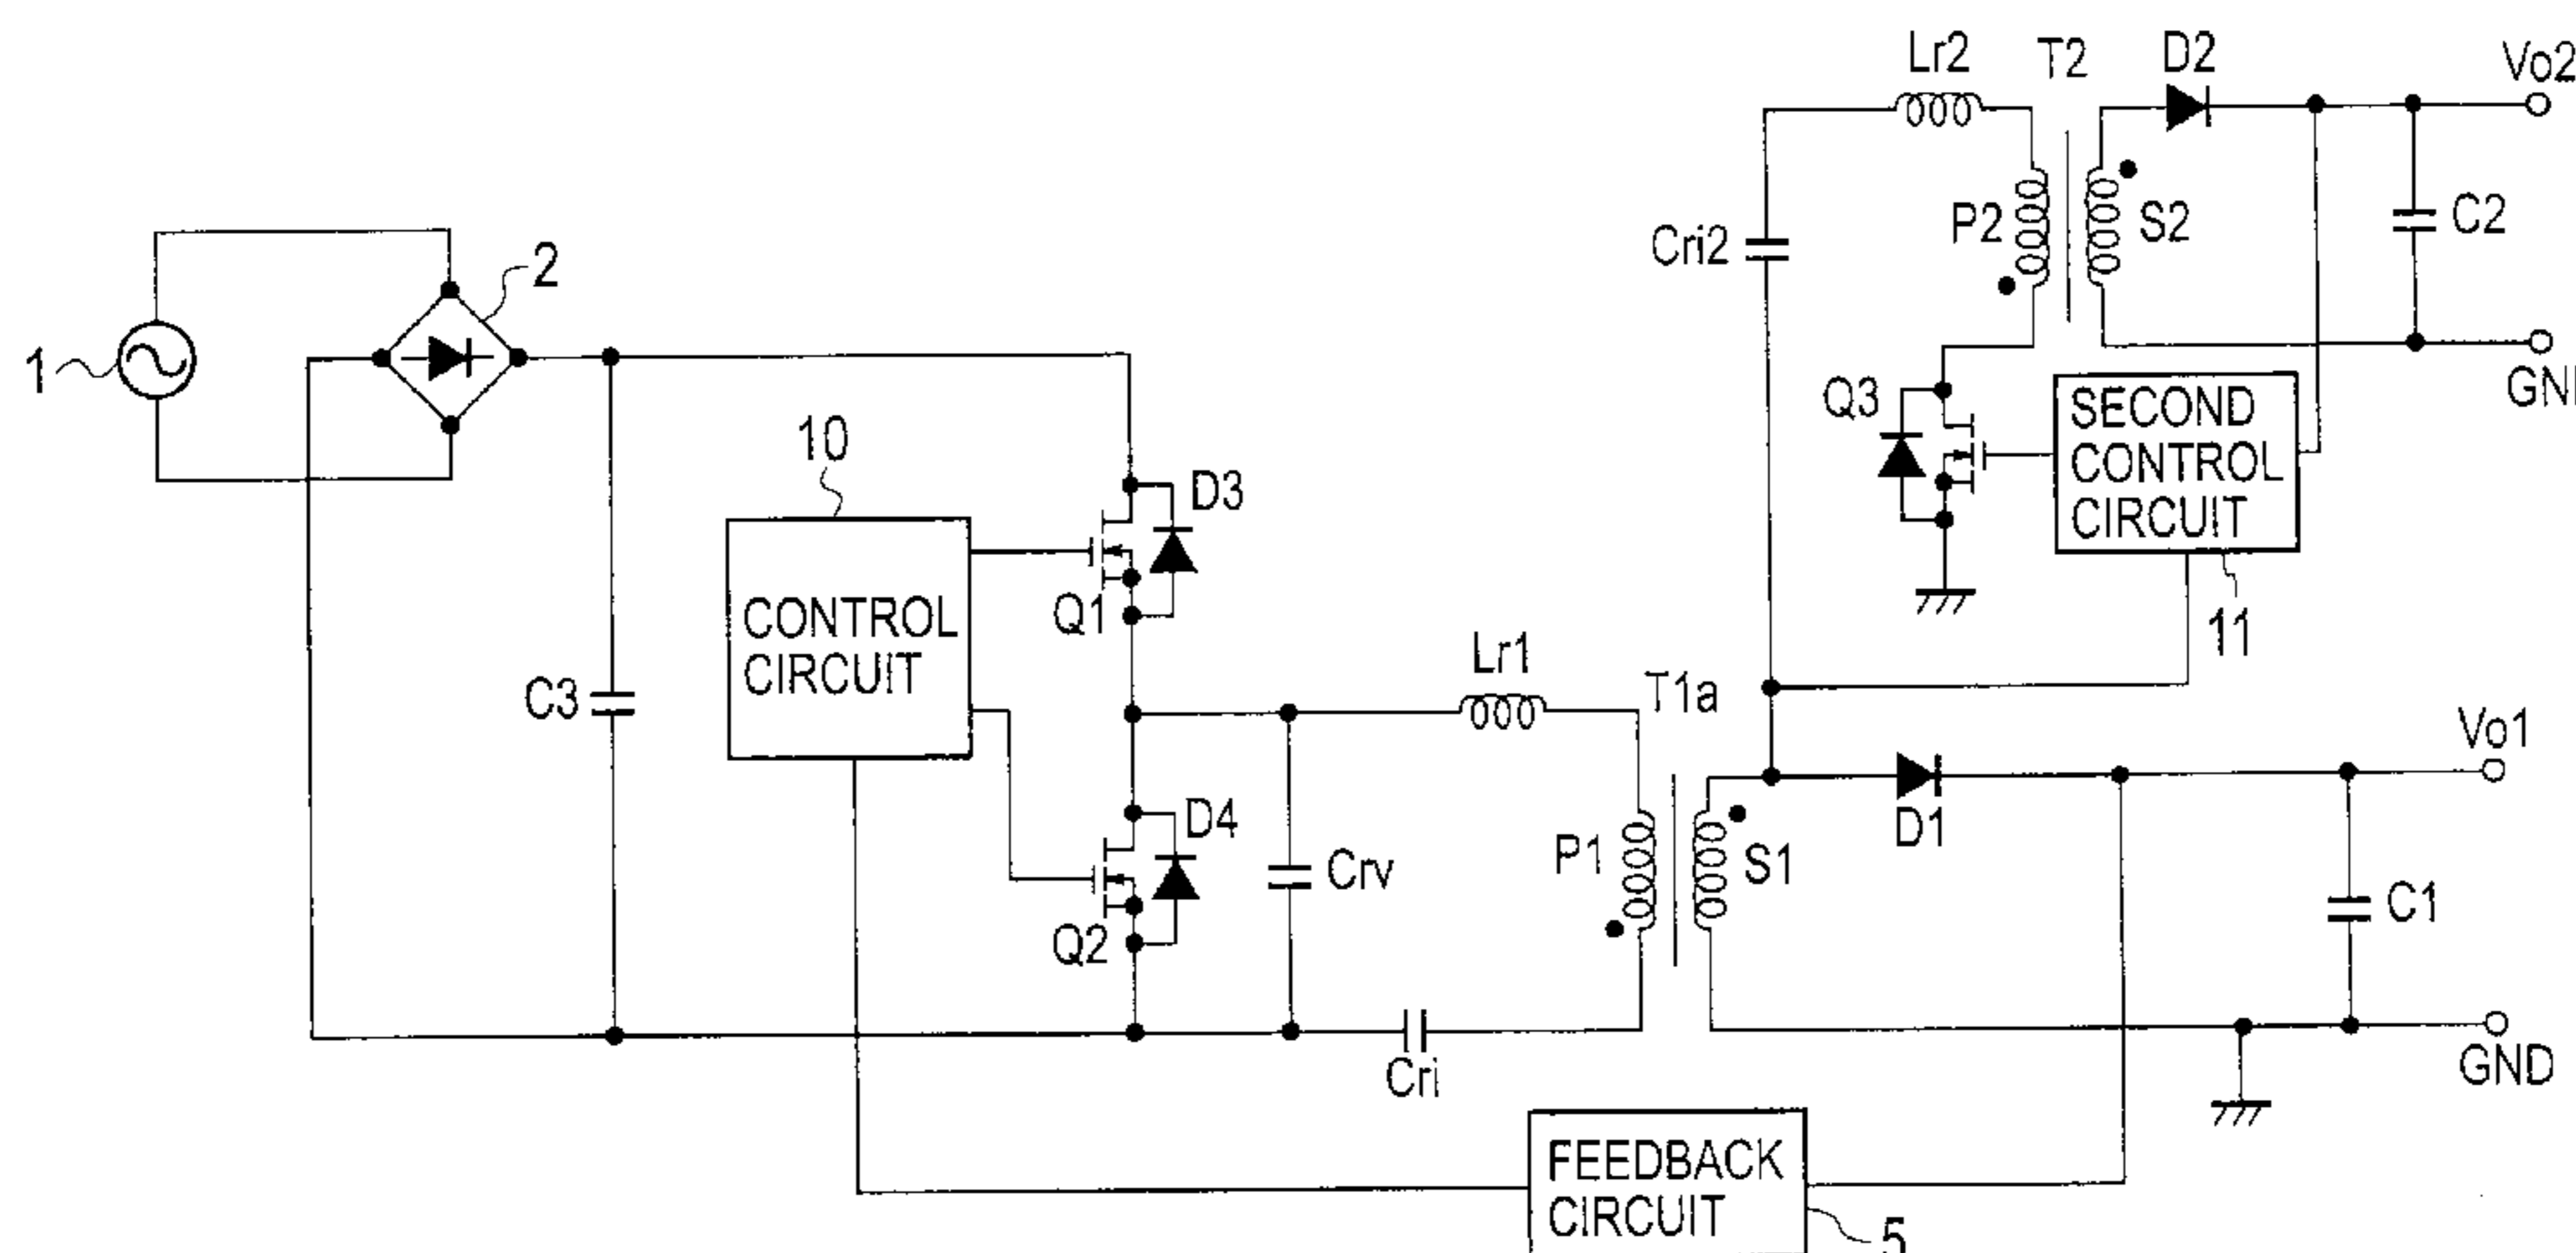 Lr2
T2
D2
Vo2
Cri2
P2
S2
C2
1
2
Q3
SECOND
CONTROL
CIRCUIT
GN
10
D3
CONTROL
CIRCUIT
Q1
11
C3
Lr1
T1a
Vo1
D4
Q2
Crv
P1
S1
D1
C1
Cri
GND
FEEDBACK
CIRCUIT
5